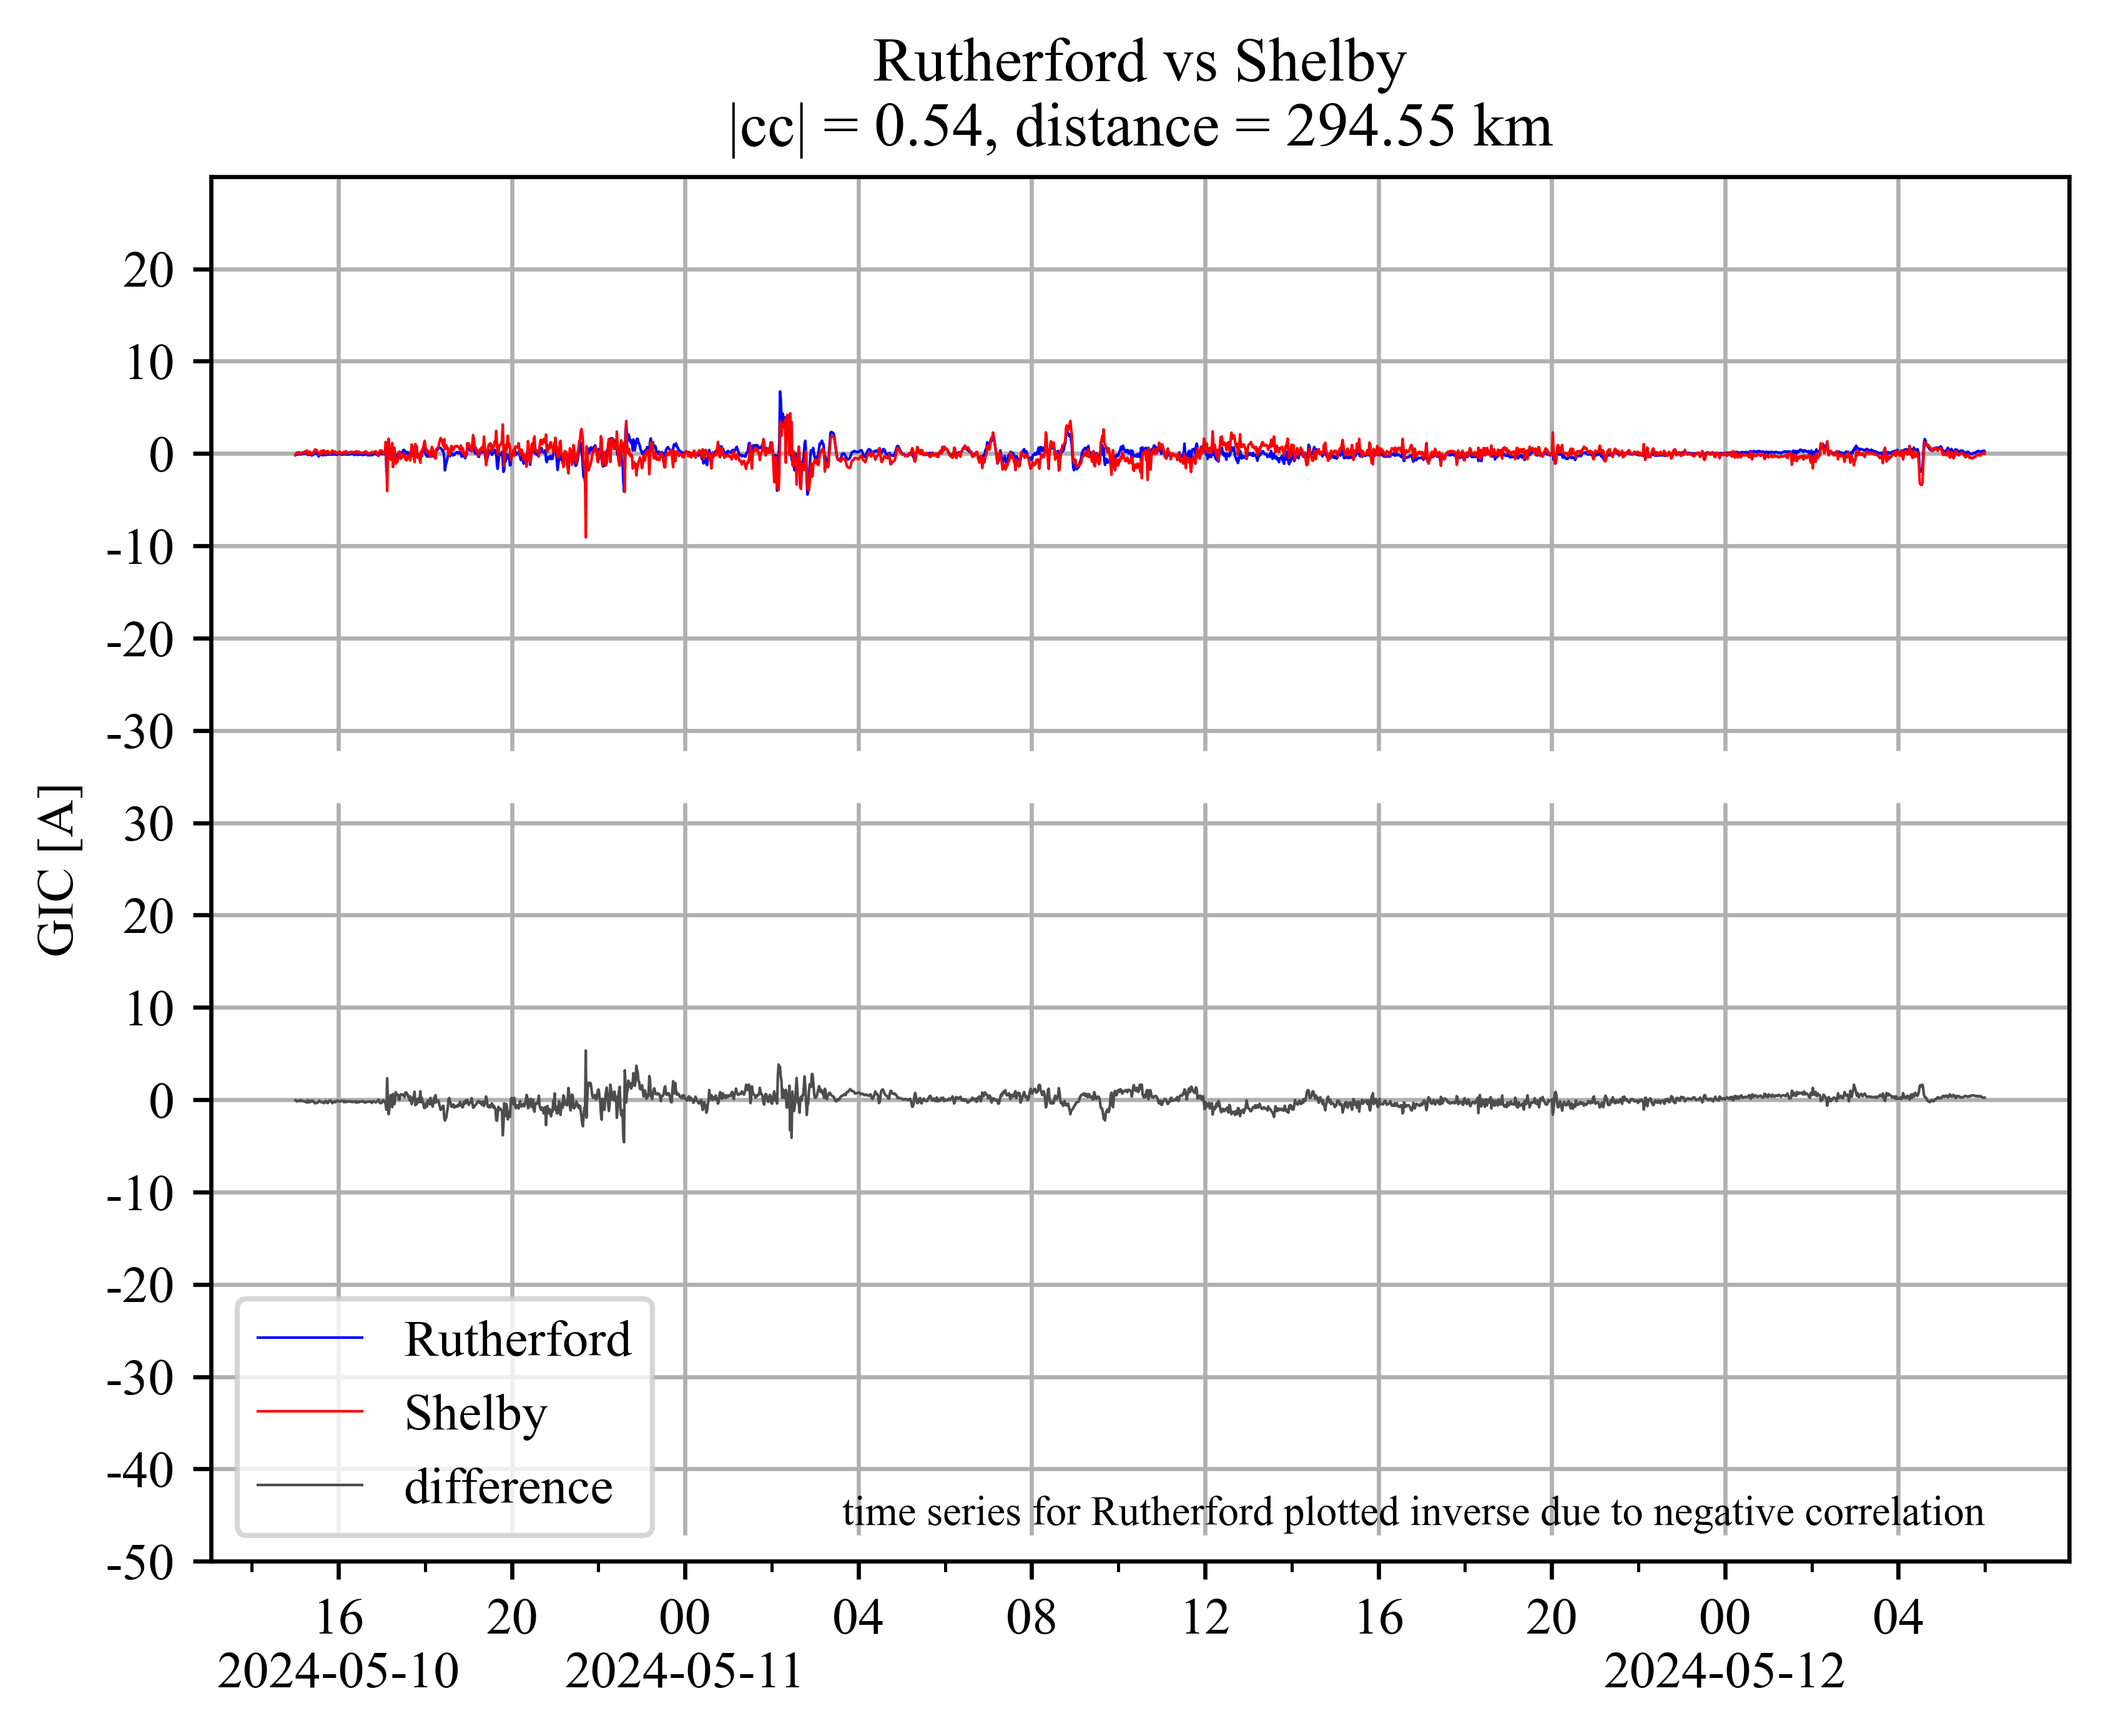 Rutherford vs Shelby
|cc| = 0.54, distance = 294.55 km
GIC [A]
20
10
0
-10
-20
-30
30
20
10
0
-10
-20
-30
-40
-50
Rutherford
Shelby
difference
time series for Rutherford plotted inverse due to negative correlation
16 20 00 04 08 12 16 20 00 04
2024-05-10 2024-05-11 2024-05-12